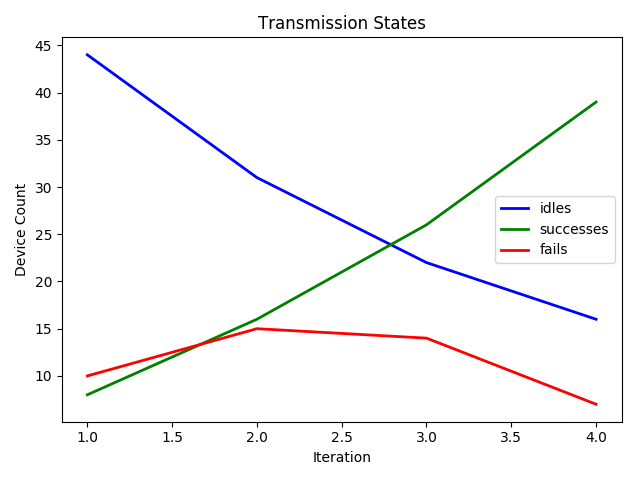 Transmission States
Device Count
45
40
35
30
25
20
15
10
idles
successes
fails
1.0 1.5 2.0 2.5 3.0 3.5 4.0
Iteration